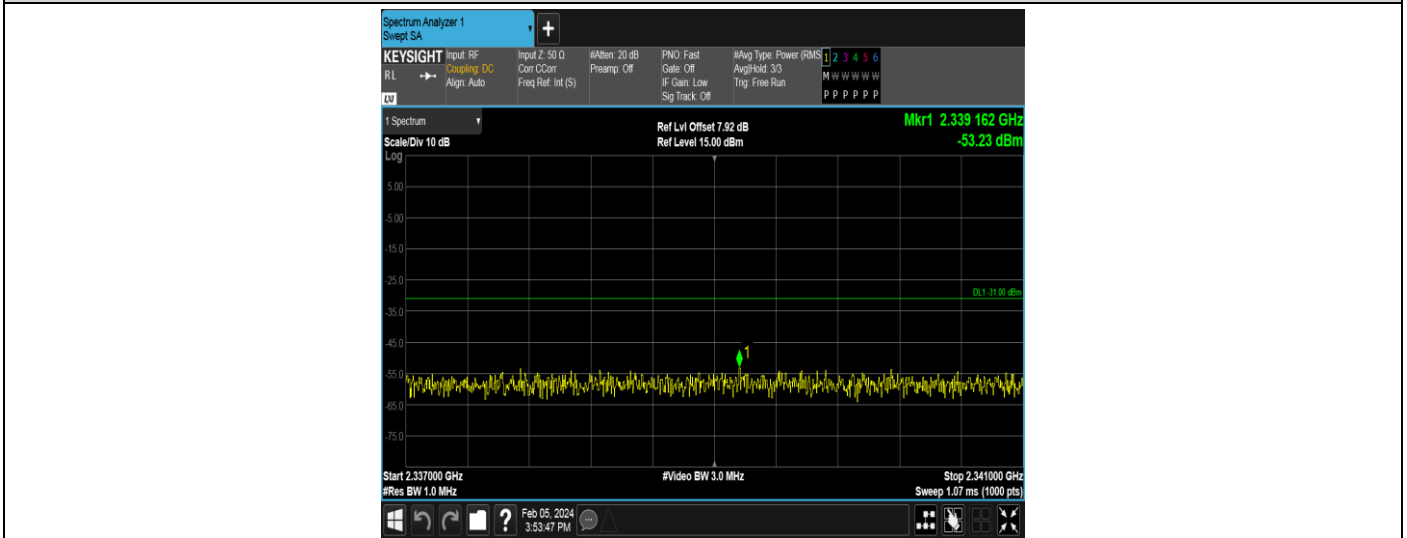 Spectrum Analyzer 1
Swept SA
+
KEYSIGHT
RL
LXI
Input: RF
Coupling: DC
Align: Auto
Input Z: 50 Ω
Corr CCorr
Freq Ref: Int (S)
#Atten: 20 dB
Preamp: Off
PNO: Fast
Gate: Off
IF Gain: Low
Sig Track: Off
#Avg Type: Power (RMS
Avg|Hold: 3/3
Trig: Free Run
1 2 3 4 5 6
M W W W W W
P P P P P P
1 Spectrum
Scale/Div 10 dB
Ref Lvl Offset 7.92 dB
Ref Level 15.00 dBm
Mkr1 2.339 162 GHz
-53.23 dBm
Log
5.00
-5.00
-15.0
-25.0
DL1 -31.00 dBm
-35.0
-45.0
1
-55.0
-65.0
-75.0
Start 2.337000 GHz
#Res BW 1.0 MHz
#Video BW 3.0 MHz
Stop 2.341000 GHz
Sweep 1.07 ms (1000 pts)
?
Feb 05, 2024
3:53:47 PM